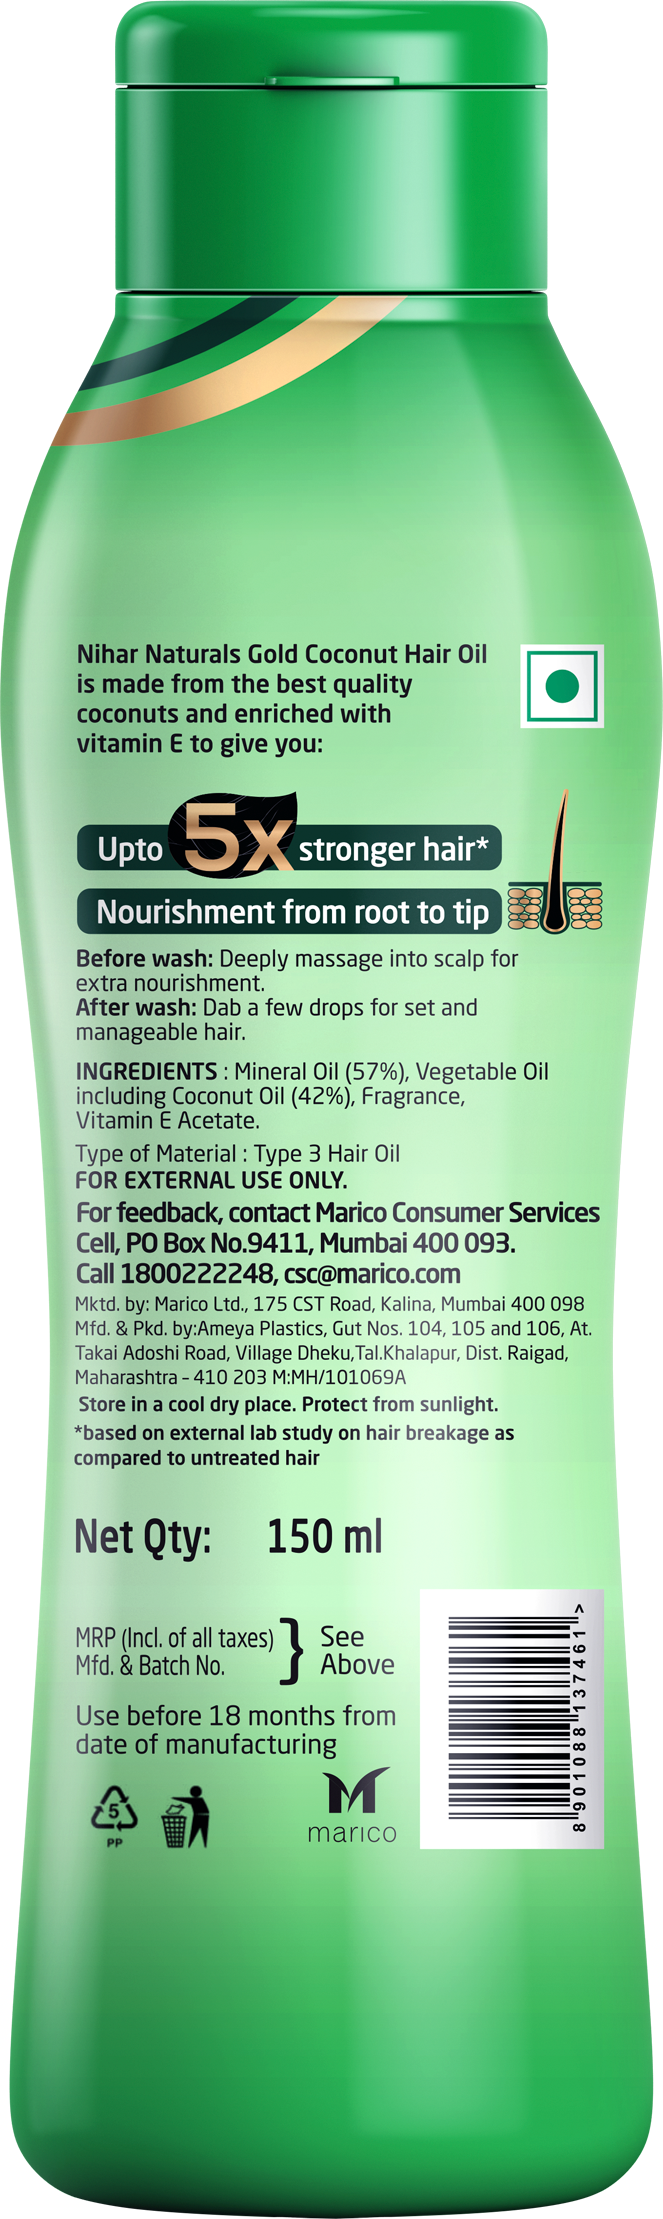 Nihar Naturals Gold Coconut Hair Oil
is made from the best quality
coconuts and enriched with
vitamin E to give you:
Upto 5x stronger hair*
Nourishment from root to tip
Before wash: Deeply massage into scalp for
extra nourishment.
After wash: Dab a few drops for set and
manageable hair.
INGREDIENTS : Mineral Oil (57%), Vegetable Oil
including Coconut Oil (42%), Fragrance,
Vitamin E Acetate.
Type of Material : Type 3 Hair Oil
FOR EXTERNAL USE ONLY.
For feedback, contact Marico Consumer Services
Cell, PO Box No.9411, Mumbai 400 093.
Call 1800222248, csc@marico.com
Mktd. by: Marico Ltd., 175 CST Road, Kalina, Mumbai 400 098
Mfd. & Pkd. by:Ameya Plastics, Gut Nos. 104, 105 and 106, At.
Takai Adoshi Road, Village Dheku,Tal.Khalapur, Dist. Raigad,
Maharashtra – 410 203 M:MH/101069A
Store in a cool dry place. Protect from sunlight.
*based on external lab study on hair breakage as
compared to untreated hair
Net Qty: 150 ml
MRP (Incl. of all taxes)
Mfd. & Batch No.
} See
Above
Use before 18 months from
date of manufacturing
5
PP
marico
8 901088 137461 >